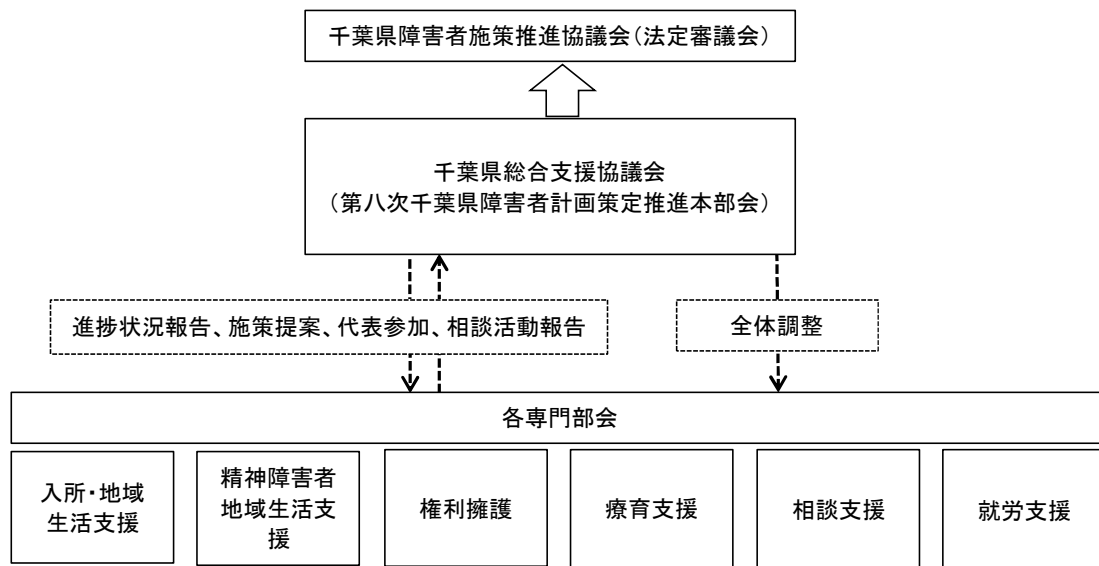 千葉県障害者施策推進協議会（法定審議会）
千葉県総合支援協議会
（第八次千葉県障害者計画策定推進本部会）
進捗状況報告、施策提案、代表参加、相談活動報告
全体調整
各専門部会
入所・地域
生活支援
精神障害者
地域生活支
援
権利擁護
療育支援
相談支援
就労支援